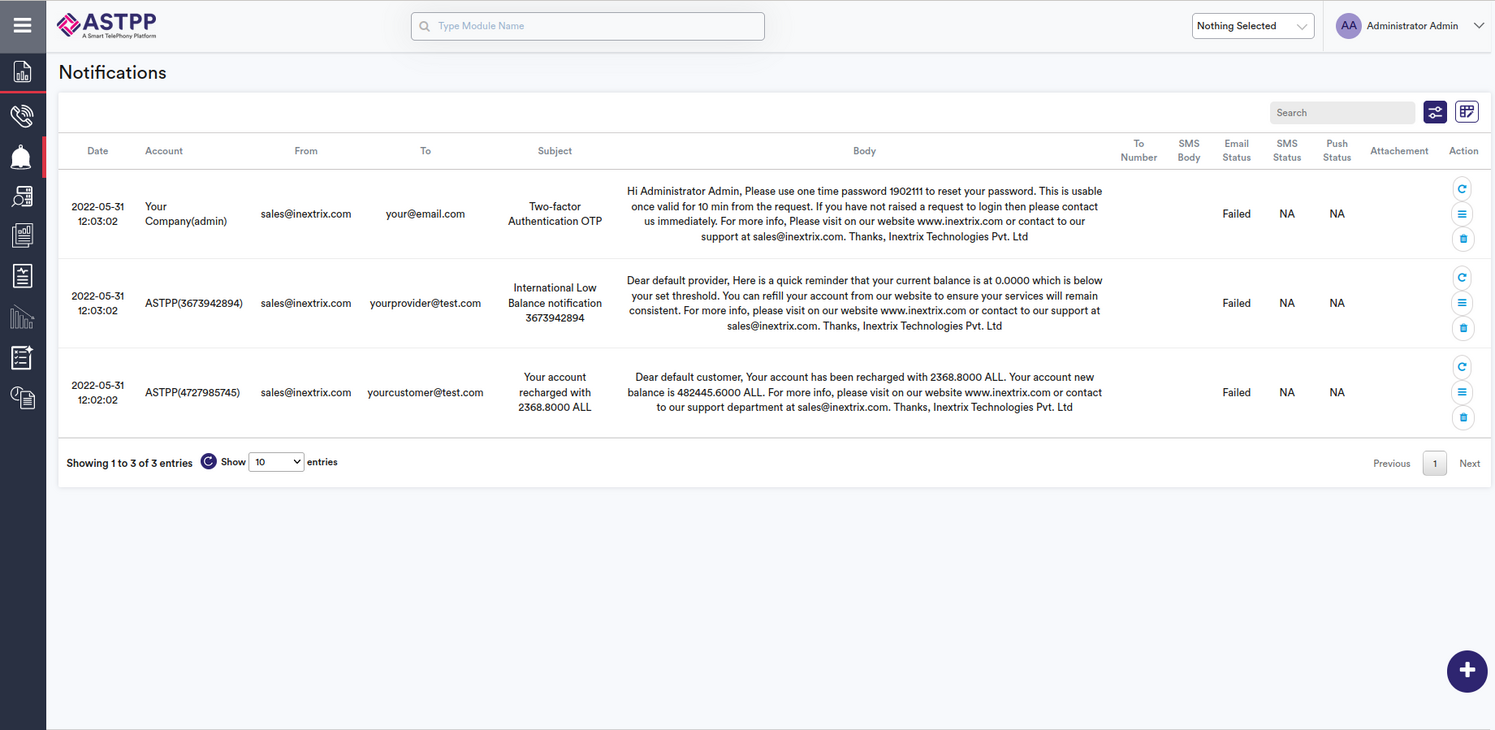 ASTPP
A Smart TelePhony Platform
Type Module Name
Nothing Selected
AA
Administrator Admin
Notifications
Search
Date
Account
From
To
Subject
Body
To
Number
SMS
Body
Email
Status
SMS
Status
Push
Status
Attachement
Action
2022-05-31
12:03:02
Your
Company(admin)
sales@inextrix.com
your@email.com
Two-factor
Authentication OTP
Hi Administrator Admin, Please use one time password 1902111 to reset your password. This is usable
once valid for 10 min from the request. If you have not raised a request to login then please contact
us immediately. For more info, Please visit on our website www.inextrix.com or contact to our
support at sales@inextrix.com. Thanks, Inextrix Technologies Pvt. Ltd
Failed
NA
NA
2022-05-31
12:03:02
ASTPP(3673942894)
sales@inextrix.com
yourprovider@test.com
International Low
Balance notification
3673942894
Dear default provider, Here is a quick reminder that your current balance is at 0.0000 which is below
your set threshold. You can refill your account from our website to ensure your services will remain
consistent. For more info, please visit on our website www.inextrix.com or contact to our support at
sales@inextrix.com. Thanks, Inextrix Technologies Pvt. Ltd
Failed
NA
NA
2022-05-31
12:02:02
ASTPP(4727985745)
sales@inextrix.com
yourcustomer@test.com
Your account
recharged with
2368.8000 ALL
Dear default customer, Your account has been recharged with 2368.8000 ALL. Your account new
balance is 482445.6000 ALL. For more info, please visit on our website www.inextrix.com or contact
to our support department at sales@inextrix.com. Thanks, Inextrix Technologies Pvt. Ltd
Failed
NA
NA
Showing 1 to 3 of 3 entries
Show
10
entries
Previous
1
Next